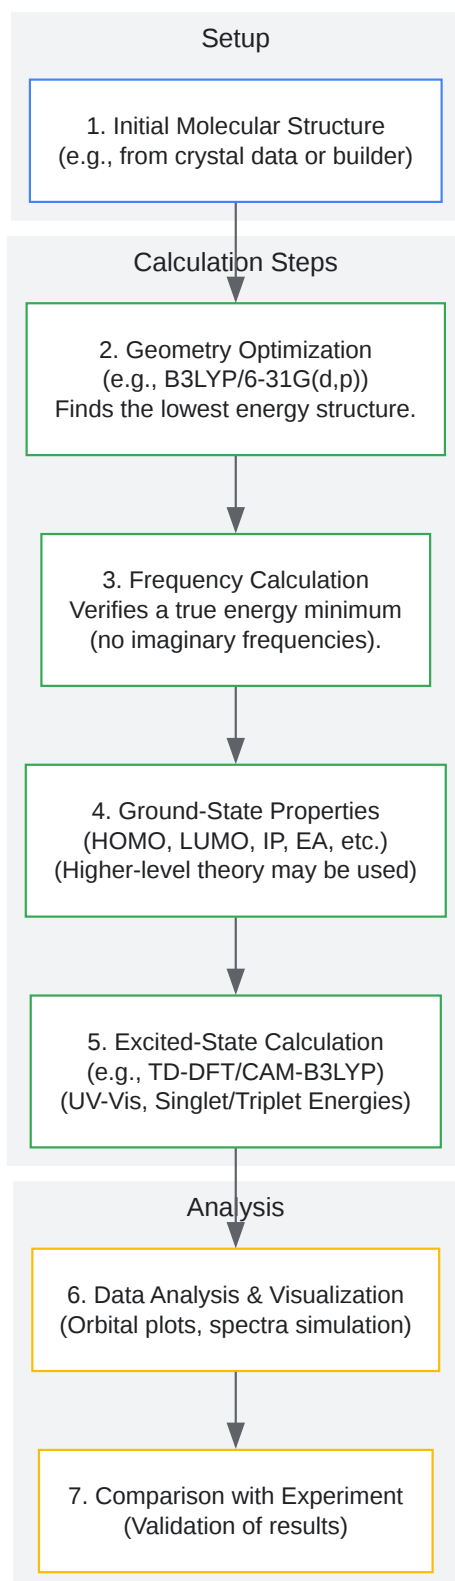 Setup
1. Initial Molecular Structure
(e.g., from crystal data or builder)
Calculation Steps
2. Geometry Optimization
(e.g., B3LYP/6-31G(d,p))
Finds the lowest energy structure.
3. Frequency Calculation
Verifies a true energy minimum
(no imaginary frequencies).
4. Ground-State Properties
(HOMO, LUMO, IP, EA, etc.)
(Higher-level theory may be used)
5. Excited-State Calculation
(e.g., TD-DFT/CAM-B3LYP)
(UV-Vis, Singlet/Triplet Energies)
Analysis
6. Data Analysis & Visualization
(Orbital plots, spectra simulation)
7. Comparison with Experiment
(Validation of results)